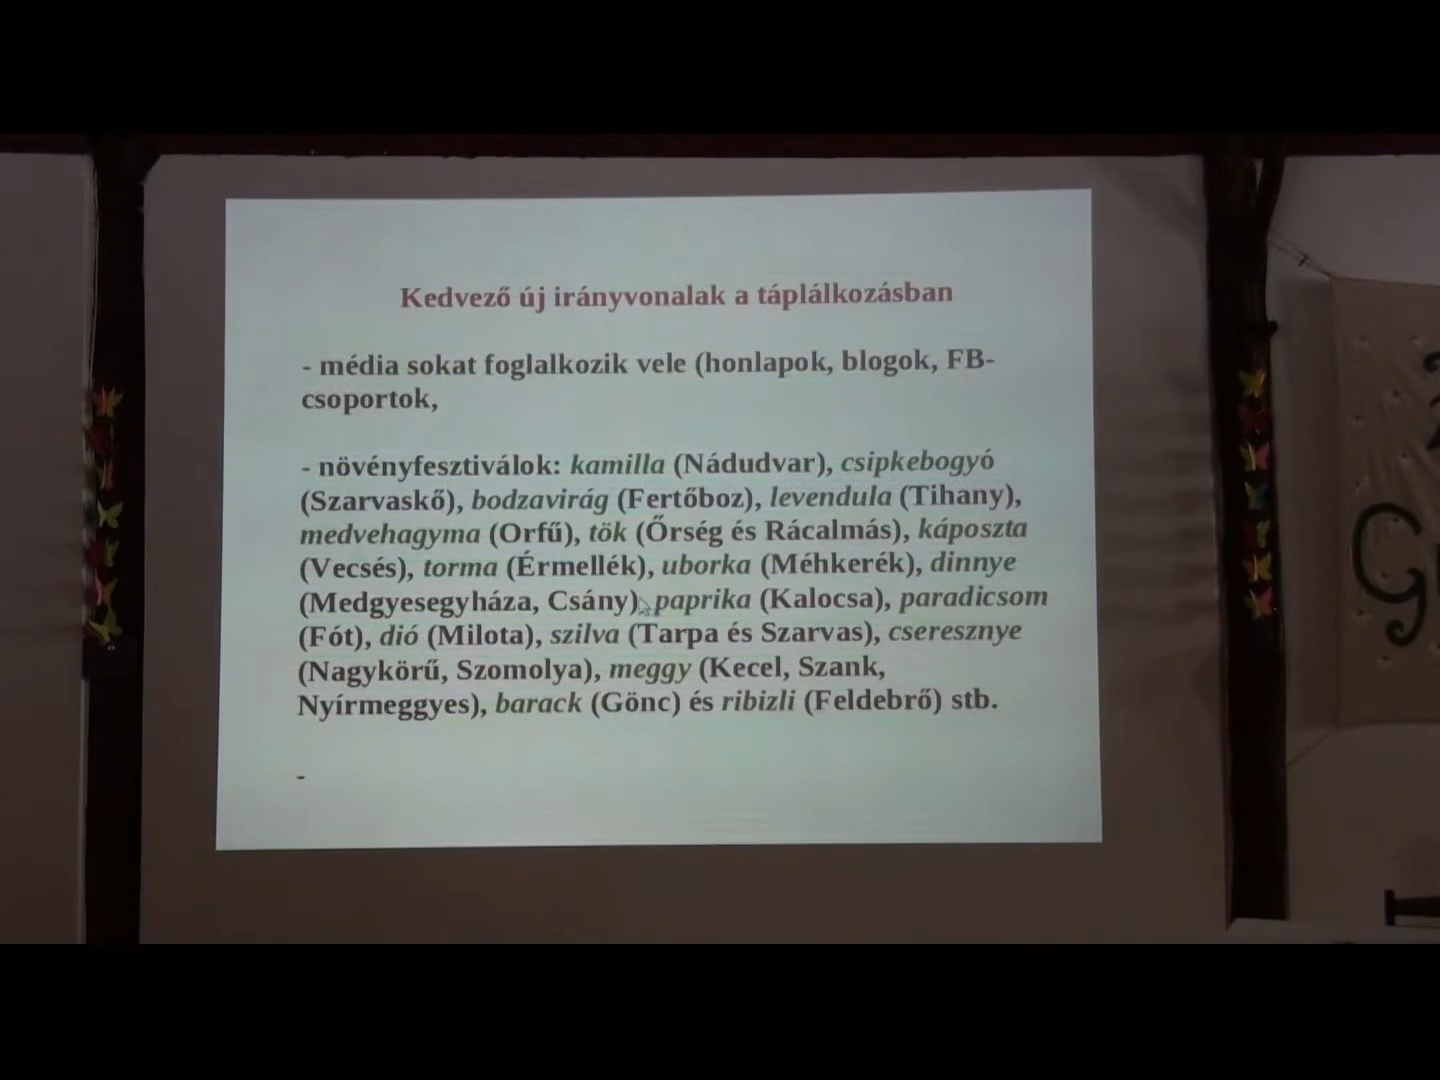 Kedvező új irányvonalak a táplálkozásban
- média sokat foglalkozik vele (honlapok, blogok, FB-
csoportok,
- növényfesztiválok: kamilla (Nádudvar), csipkebogyó
(Szarvaskő), bodzavirág (Fertőboz), levendula (Tihany),
medvehagyma (Orfű), tök (Őrség és Rácalmás), káposzta
(Vecsés), torma (Érmellék), uborka (Méhkerék), dinnye
(Medgyesegyháza, Csány), paprika (Kalocsa), paradicsom
(Fót), dió (Milota), szilva (Tarpa és Szarvas), cseresznye
(Nagykörű, Szomolya), meggy (Kecel, Szank,
Nyírmeggyes), barack (Gönc) és ribizli (Feldebrő) stb.
-